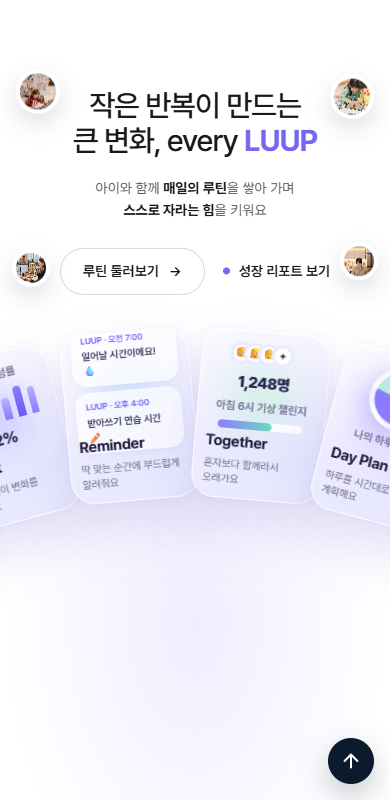 작은 반복이 만드는
큰 변화, every LUUP
아이와 함께 매일의 루틴을 쌓아 가며
스스로 자라는 힘을 키워요
루틴 둘러보기 →
성장 리포트 보기
LUUP · 오전 7:00
일어날 시간이에요!
LUUP · 오후 4:00
받아쓰기 연습 시간
Reminder
딱 맞는 순간에 부드럽게
알려줘요
+
1,248명
아침 6시 기상 챌린지
Together
혼자보다 함께라서
오래가요
나의 하루
Day Plan
하루를 시간대로
계획해요
2%
이 변화를